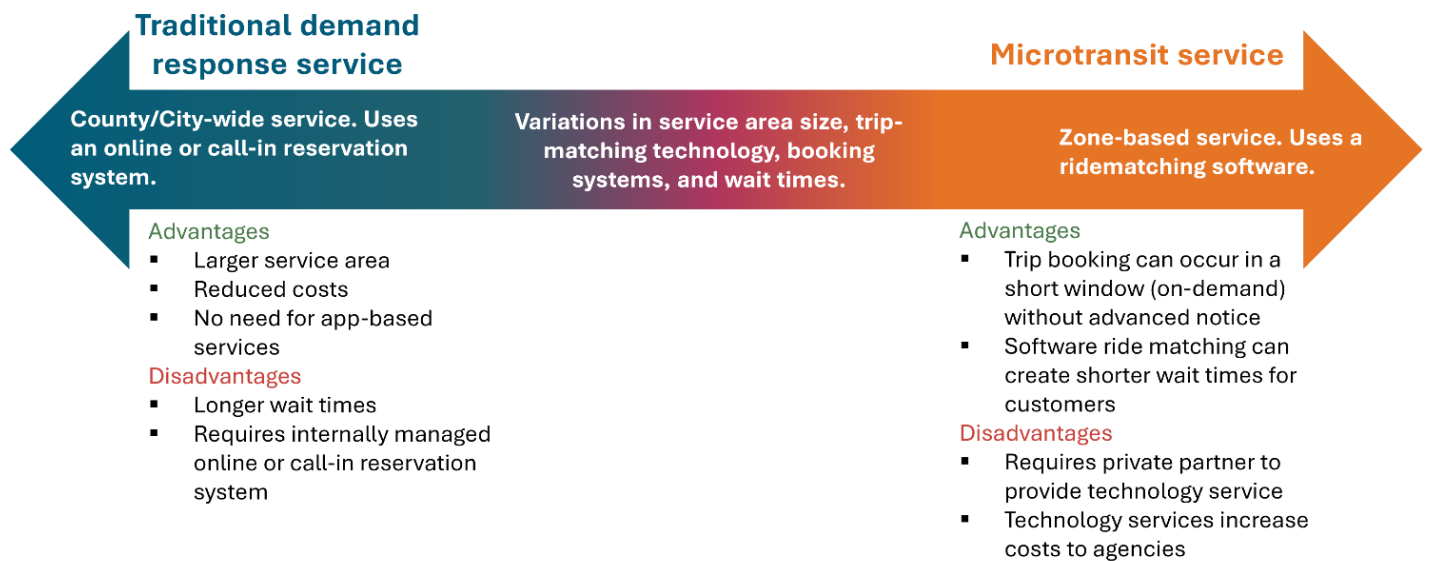 Traditional demand
response service
Microtransit service
County/City-wide service. Uses
an online or call-in reservation
system.
Variations in service area size, trip-
matching technology, booking
systems, and wait times.
Zone-based service. Uses a
ridematching software.
Advantages
▪ Larger service area
▪ Reduced costs
▪ No need for app-based
services
Disadvantages
▪ Longer wait times
▪ Requires internally managed
online or call-in reservation
system
Advantages
▪ Trip booking can occur in a
short window (on-demand)
without advanced notice
▪ Software ride matching can
create shorter wait times for
customers
Disadvantages
▪ Requires private partner to
provide technology service
▪ Technology services increase
costs to agencies